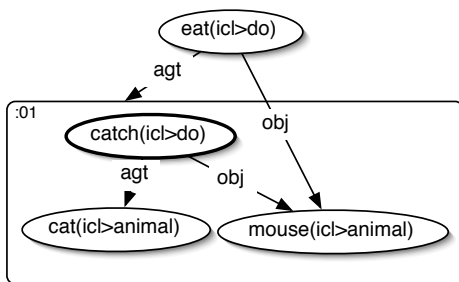 eat(icl>do)
agt
:01
catch(icl>do)
obj
agt
obj
cat(icl>animal)
mouse(icl>animal)